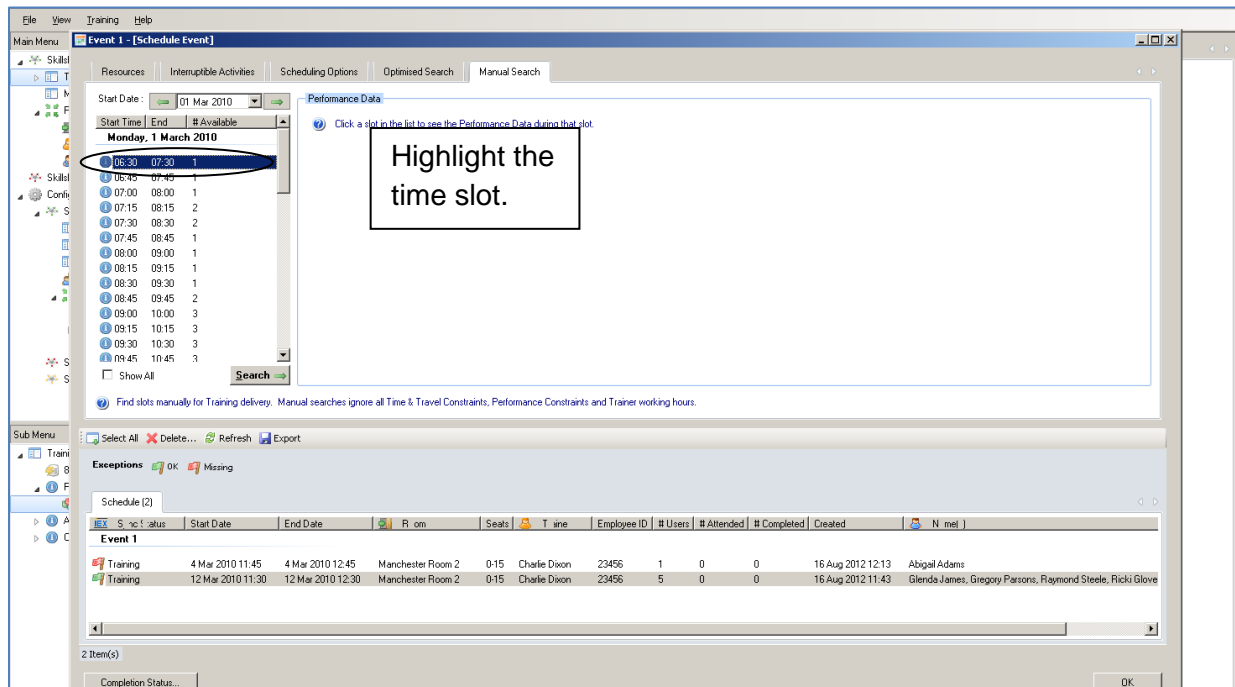 File View Training Help
Main Menu
Event 1 - [Schedule Event]
Resources Interruptible Activities Scheduling Options Optimised Search Manual Search
Start Date : 01 Mar 2010
Performance Data
Start Time End # Available
Click a slot in the list to see the Performance Data during that slot.
Monday, 1 March 2010
06:30 07:30 1
06:45 07:45 1
07:00 08:00 1
07:15 08:15 2
07:30 08:30 2
07:45 08:45 1
08:00 09:00 1
08:15 09:15 1
08:30 09:30 1
08:45 09:45 2
09:00 10:00 3
09:15 10:15 3
09:30 10:30 3
09:45 10:45 3
Highlight the
time slot.
Show All Search
Find slots manually for Training delivery. Manual searches ignore all Time & Travel Constraints, Performance Constraints and Trainer working hours.
Sub Menu
Select All Delete... Refresh Export
Exceptions OK Missing
Schedule (2)
IEX Start Date End Date Seats Employee ID # Users # Attended # Completed Created
Event 1
Training 4 Mar 2010 11:45 4 Mar 2010 12:45 Manchester Room 2 0-15 Charlie Dixon 23456 1 0 0 16 Aug 2012 12:13 Abigail Adams
Training 12 Mar 2010 11:30 12 Mar 2010 12:30 Manchester Room 2 0-15 Charlie Dixon 23456 5 0 0 16 Aug 2012 11:43 Glenda James, Gregory Parsons, Raymond Steele, Ricki Glove
2 Item(s)
Completion Status... OK